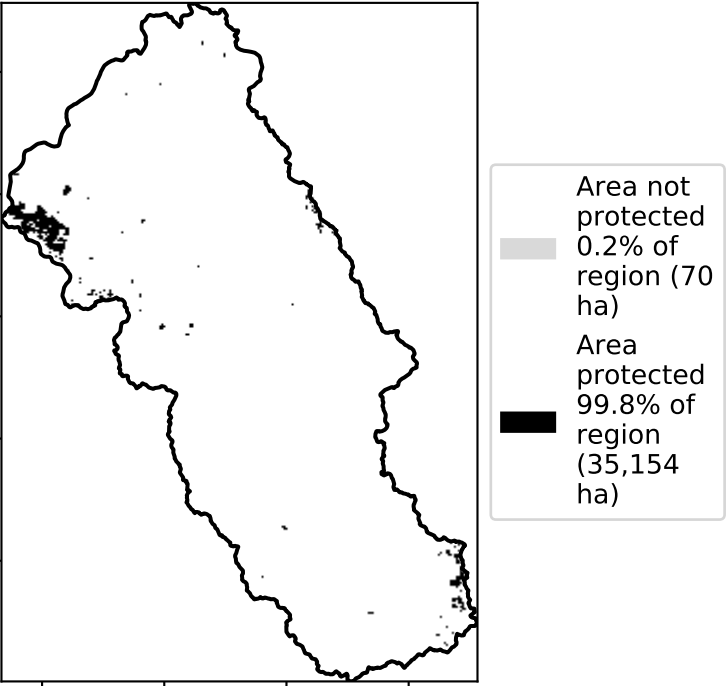 Area not
protected
0.2% of
region (70
ha)
Area
protected
99.8% of
region
(35,154
ha)